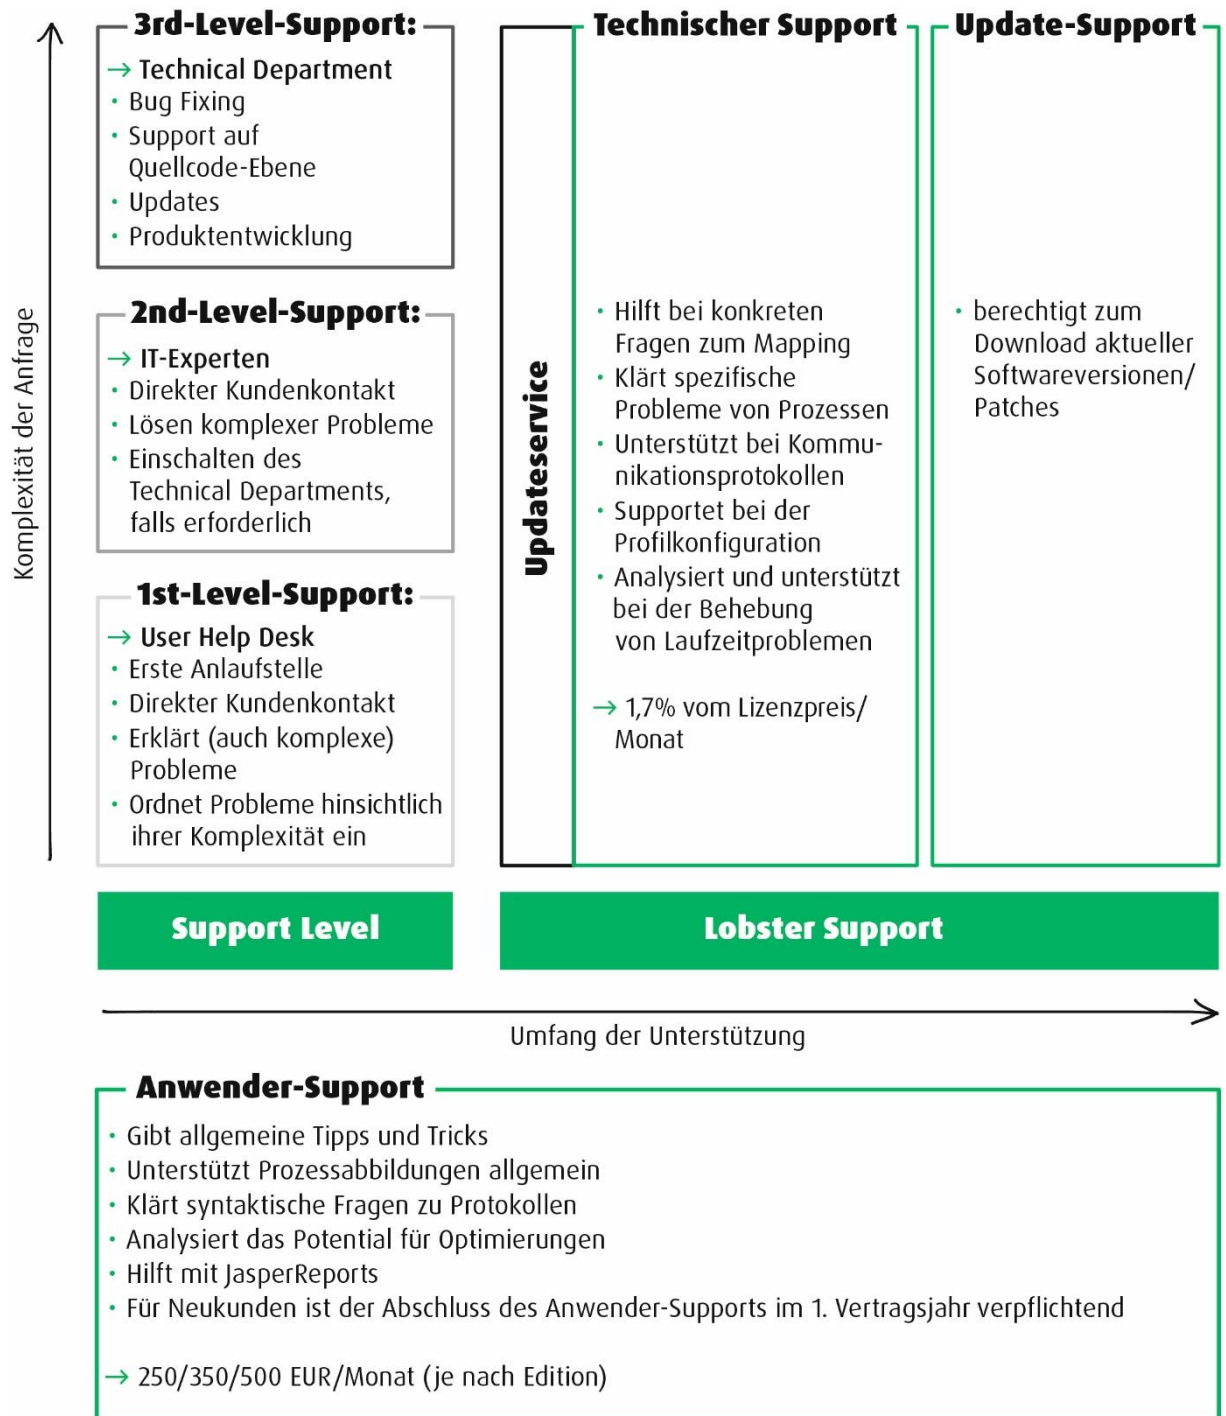 3rd-Level-Support:
→ Technical Department
• Bug Fixing
• Support auf
Quellcode-Ebene
• Updates
• Produktentwicklung
2nd-Level-Support:
→ IT-Experten
• Direkter Kundenkontakt
• Lösen komplexer Probleme
• Einschalten des
Technical Departments,
falls erforderlich
1st-Level-Support:
→ User Help Desk
• Erste Anlaufstelle
• Direkter Kundenkontakt
• Erklärt (auch komplexe)
Probleme
• Ordnet Probleme hinsichtlich
ihrer Komplexität ein
Komplexität der Anfrage
Support Level
Updateservice
Technischer Support
• Hilft bei konkreten
Fragen zum Mapping
• Klärt spezifische
Probleme von Prozessen
• Unterstützt bei Kommu-
nikationsprotokollen
• Supportet bei der
Profilkonfiguration
• Analysiert und unterstützt
bei der Behebung
von Laufzeitproblemen
→ 1,7% vom Lizenzpreis/
Monat
Update-Support
• berechtigt zum
Download aktueller
Softwareversionen/
Patches
Lobster Support
Umfang der Unterstützung
Anwender-Support
• Gibt allgemeine Tipps und Tricks
• Unterstützt Prozessabbildungen allgemein
• Klärt syntaktische Fragen zu Protokollen
• Analysiert das Potential für Optimierungen
• Hilft mit JasperReports
• Für Neukunden ist der Abschluss des Anwender-Supports im 1. Vertragsjahr verpflichtend
→ 250/350/500 EUR/Monat (je nach Edition)